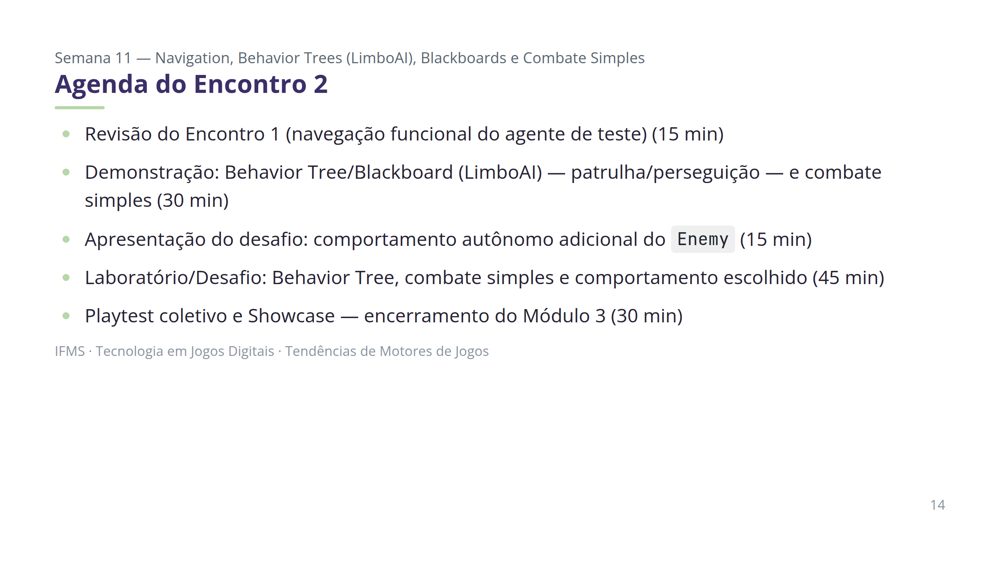 Semana 11 — Navigation, Behavior Trees (LimboAI), Blackboards e Combate Simples
Agenda do Encontro 2
• Revisão do Encontro 1 (navegação funcional do agente de teste) (15 min)
• Demonstração: Behavior Tree/Blackboard (LimboAI) — patrulha/perseguição — e combate
simples (30 min)
• Apresentação do desafio: comportamento autônomo adicional do Enemy (15 min)
• Laboratório/Desafio: Behavior Tree, combate simples e comportamento escolhido (45 min)
• Playtest coletivo e Showcase — encerramento do Módulo 3 (30 min)
IFMS · Tecnologia em Jogos Digitais · Tendências de Motores de Jogos
14